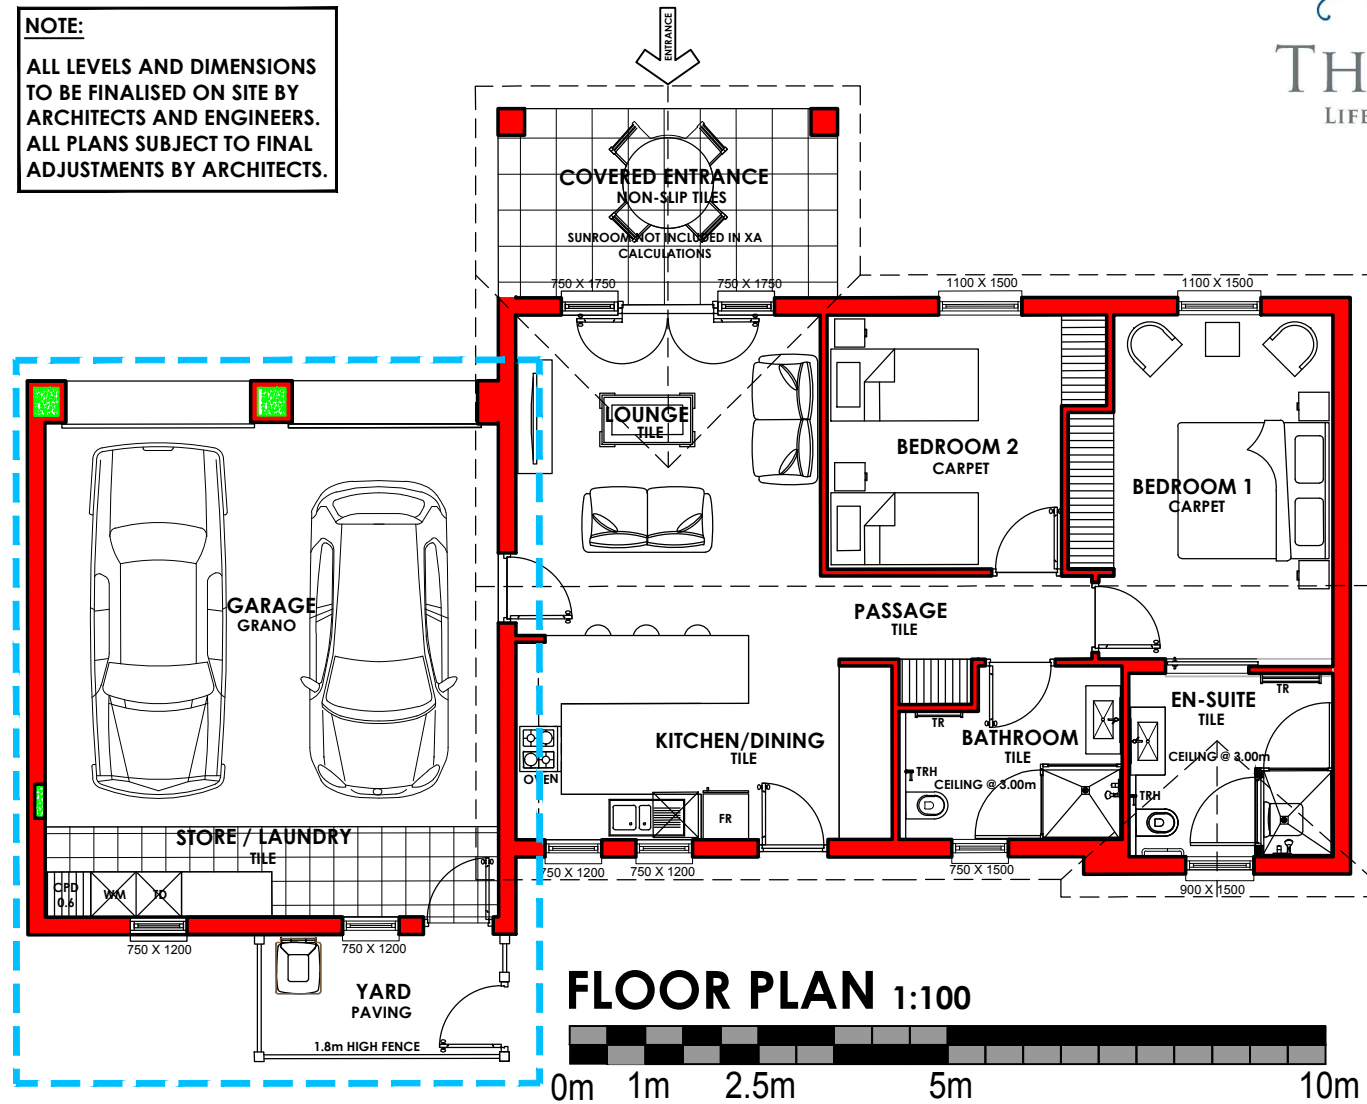 NOTE:
ALL LEVELS AND DIMENSIONS
TO BE FINALISED ON SITE BY
ARCHITECTS AND ENGINEERS.
ALL PLANS SUBJECT TO FINAL
ADJUSTMENTS BY ARCHITECTS.
ENTRANCE
TH
LIFE
COVERED ENTRANCE
NON-SLIP TILES
SUNROOM NOT INCLUDED IN XA
CALCULATIONS
750 X 1750
750 X 1750
1100 X 1500
1100 X 1500
LOUNGE
TILE
BEDROOM 2
CARPET
BEDROOM 1
CARPET
GARAGE
GRANO
PASSAGE
TILE
KITCHEN/DINING
TILE
OVEN
FR
TR
BATHROOM
TILE
TRH
CEILING @ 3.00m
EN-SUITE
TILE
TR
CEILING @ 3.00m
TRH
STORE / LAUNDRY
TILE
CPD
0.6
WM
TD
750 X 1200
750 X 1200
750 X 1500
900 X 1500
750 X 1200
750 X 1200
YARD
PAVING
1.8m HIGH FENCE
FLOOR PLAN 1:100
0m 1m 2.5m 5m 10m